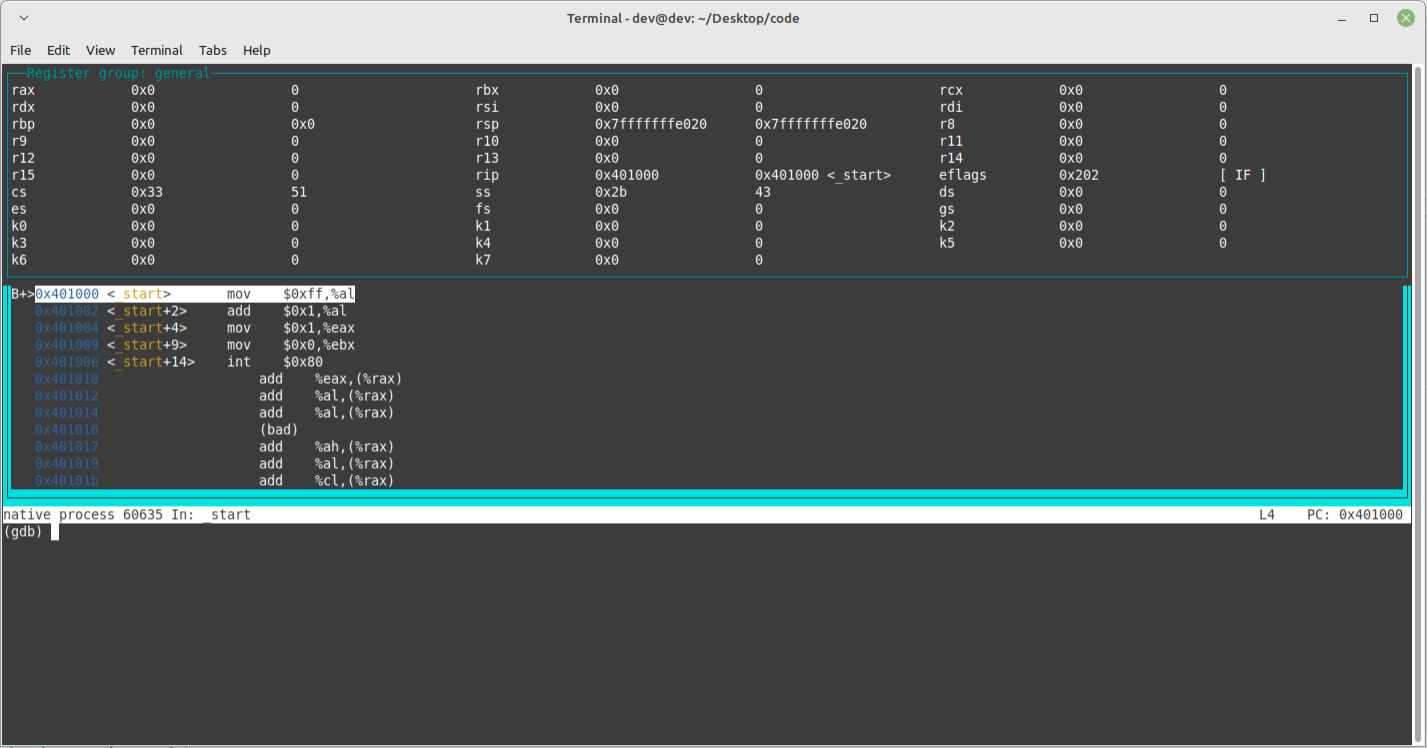 Terminal - dev@dev: ~/Desktop/code
File Edit View Terminal Tabs Help
Register group: general
rax 0x0 0 rbx 0x0 0 rcx 0x0 0
rdx 0x0 0 rsi 0x0 0 rdi 0x0 0
rbp 0x0 0x0 rsp 0x7fffffffe020 0x7fffffffe020 r8 0x0 0
r9 0x0 0 r10 0x0 0 r11 0x0 0
r12 0x0 0 r13 0x0 0 r14 0x0 0
r15 0x0 0 rip 0x401000 0x401000 <_start> eflags 0x202 [ IF ]
cs 0x33 51 ss 0x2b 43 ds 0x0 0
es 0x0 0 fs 0x0 0 gs 0x0 0
k0 0x0 0 k1 0x0 0 k2 0x0 0
k3 0x0 0 k4 0x0 0 k5 0x0 0
k6 0x0 0 k7 0x0 0
B+>0x401000 <_start> mov $0xff,%al
0x401002 <_start+2> add $0x1,%al
0x401004 <_start+4> mov $0x1,%eax
0x401009 <_start+9> mov $0x0,%ebx
0x40100e <_start+14> int $0x80
0x401010 add %eax,(%rax)
0x401012 add %al,(%rax)
0x401014 add %al,(%rax)
0x401016 (bad)
0x401017 add %ah,(%rax)
0x401019 add %al,(%rax)
0x40101b add %cl,(%rax)
native process 60635 In: _start L4 PC: 0x401000
(gdb)